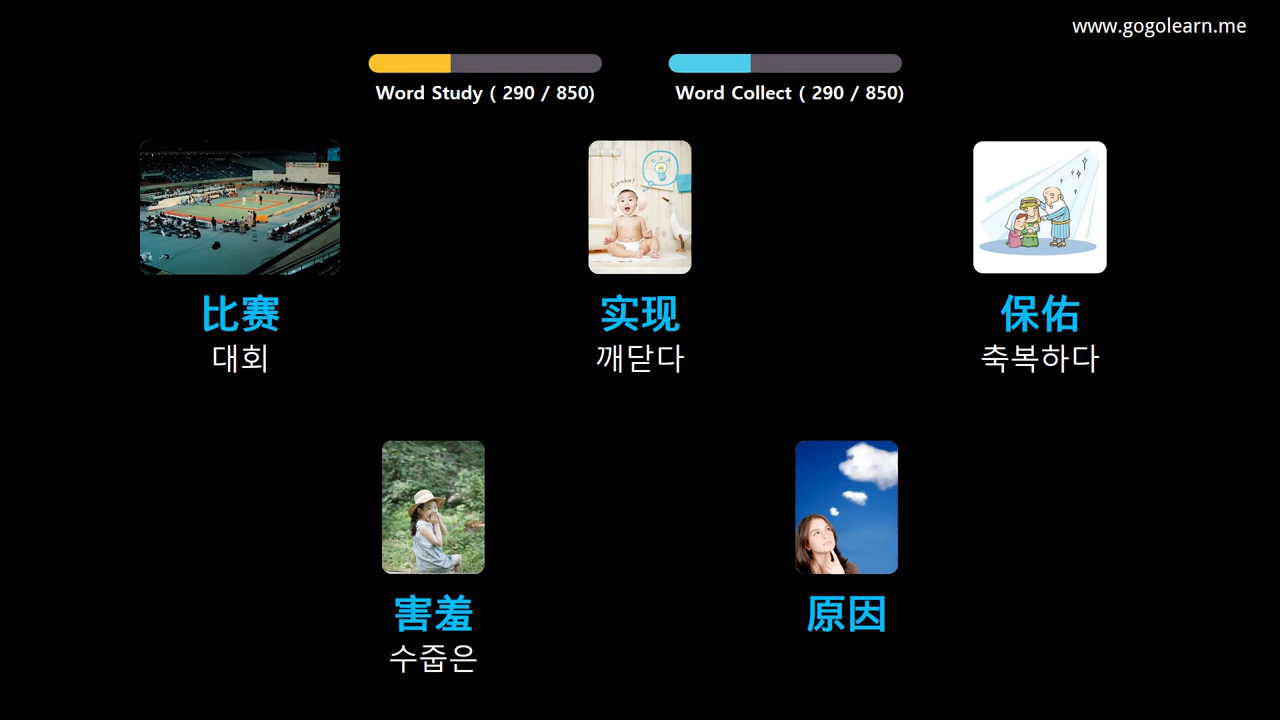 www.gogolearn.me
Word Study ( 290 / 850)
Word Collect ( 290 / 850)
Eureka!
比赛
대회
实现
깨닫다
保佑
축복하다
害羞
수줍은
原因